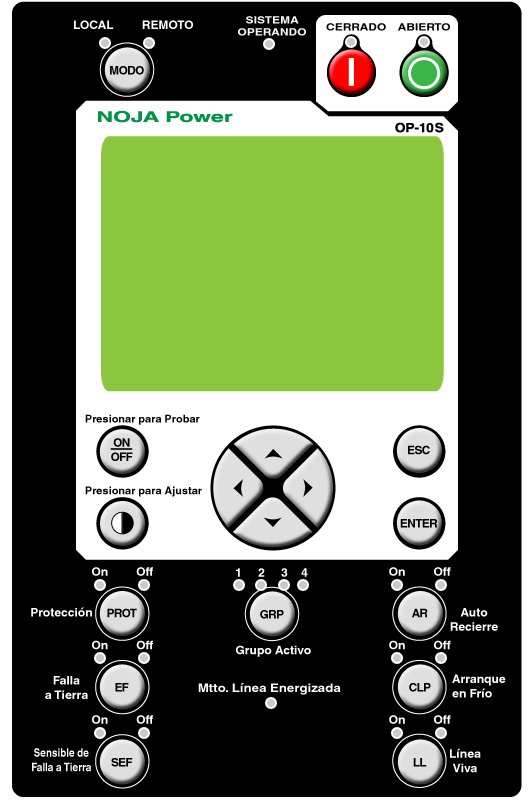 LOCAL REMOTO
MODO
SISTEMA
OPERANDO
CERRADO ABIERTO
NOJA Power
OP-10S
Presionar para Probar
ON
OFF
Presionar para Ajustar
ESC
ENTER
On Off
Protección PROT
1 2 3 4
GRP
Grupo Activo
On Off
AR Auto
Recierre
On Off
Falla
a Tierra EF
Mtto. Línea Energizada
On Off
CLP Arranque
en Frío
On Off
Sensible de
Falla a Tierra SEF
On Off
LL Línea
Viva